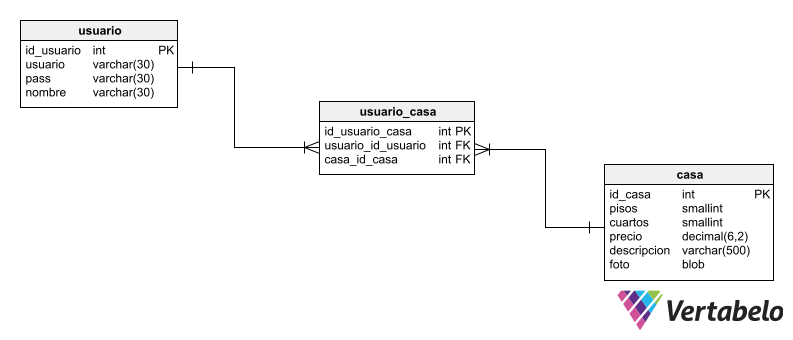 usuario
id_usuario int PK
usuario varchar(30)
pass varchar(30)
nombre varchar(30)
usuario_casa
id_usuario_casa int PK
usuario_id_usuario int FK
casa_id_casa int FK
casa
id_casa int PK
pisos smallint
cuartos smallint
precio decimal(6,2)
descripcion varchar(500)
foto blob
Vertabelo